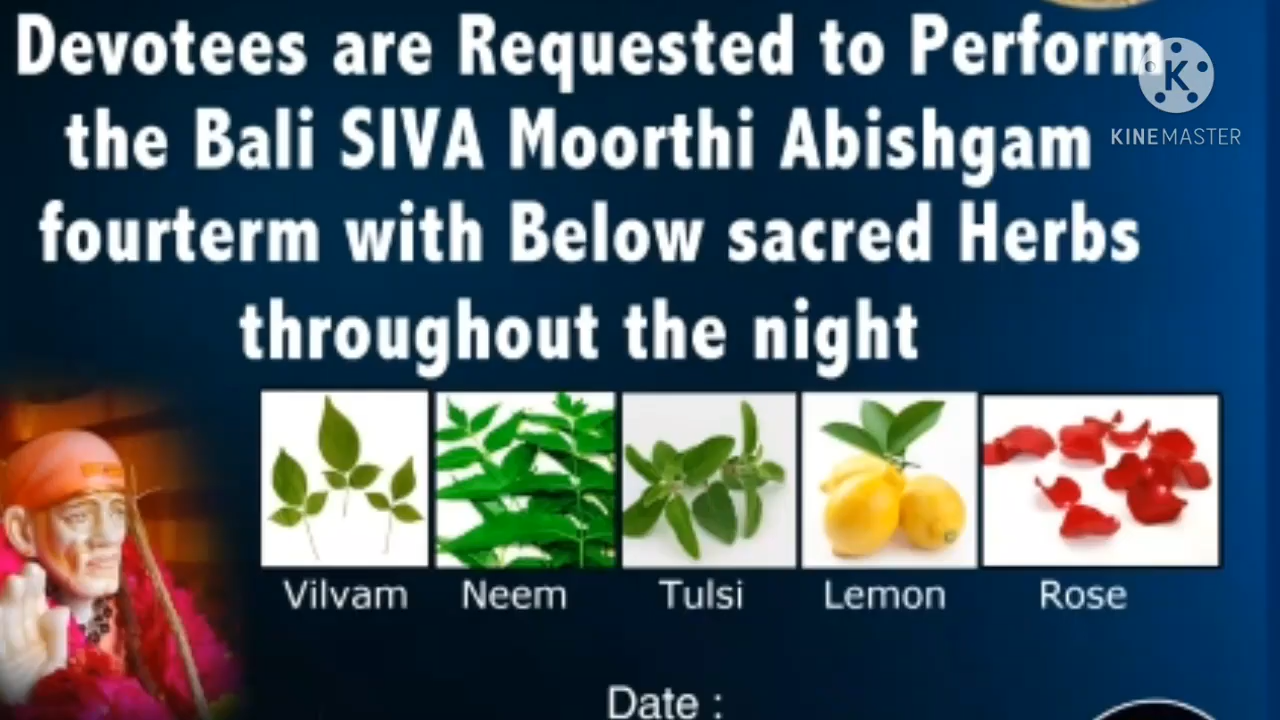 Devotees are Requested to Perform
the Bali SIVA Moorthi Abishgam
fourterm with Below sacred Herbs
throughout the night
K
KINEMASTER
Vilvam Neem Tulsi Lemon Rose
Date :